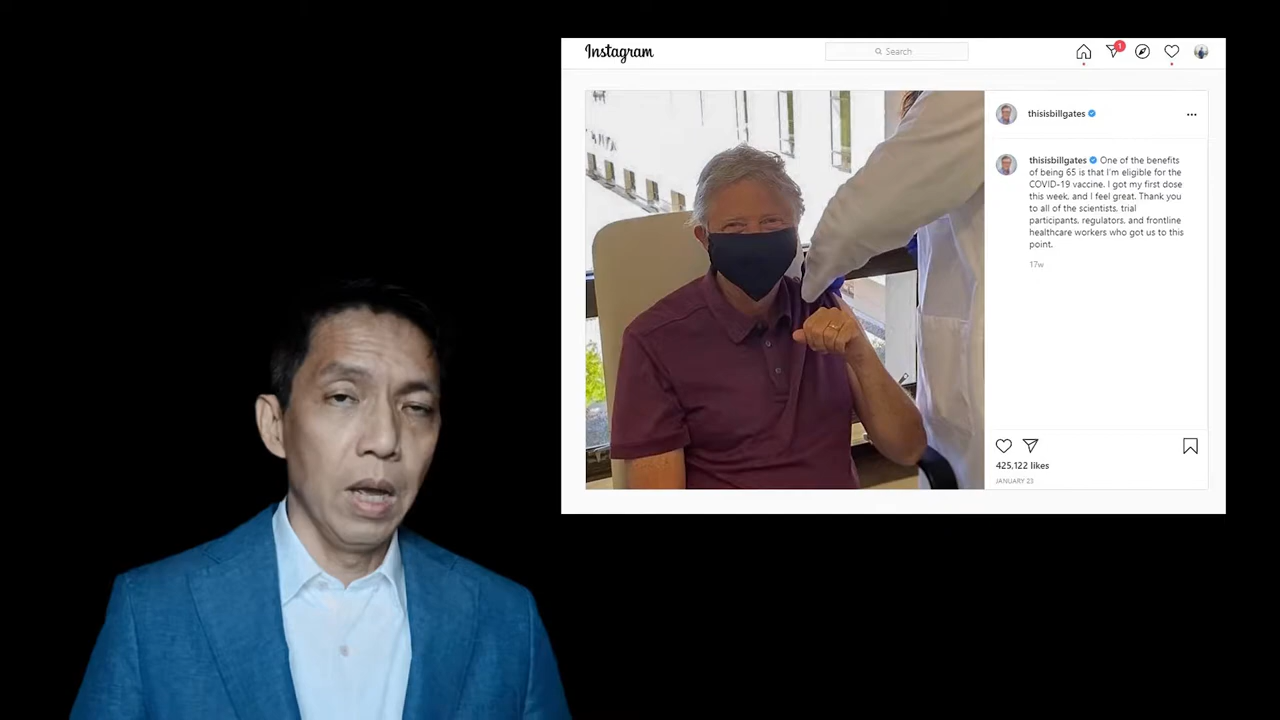 Instagram
Search
1
thisisbillgates
thisisbillgates One of the benefits
of being 65 is that I'm eligible for the
COVID-19 vaccine. I got my first dose
this week, and I feel great. Thank you
to all of the scientists, trial
participants, regulators, and frontline
healthcare workers who got us to this
point.
17w
425,122 likes
JANUARY 23